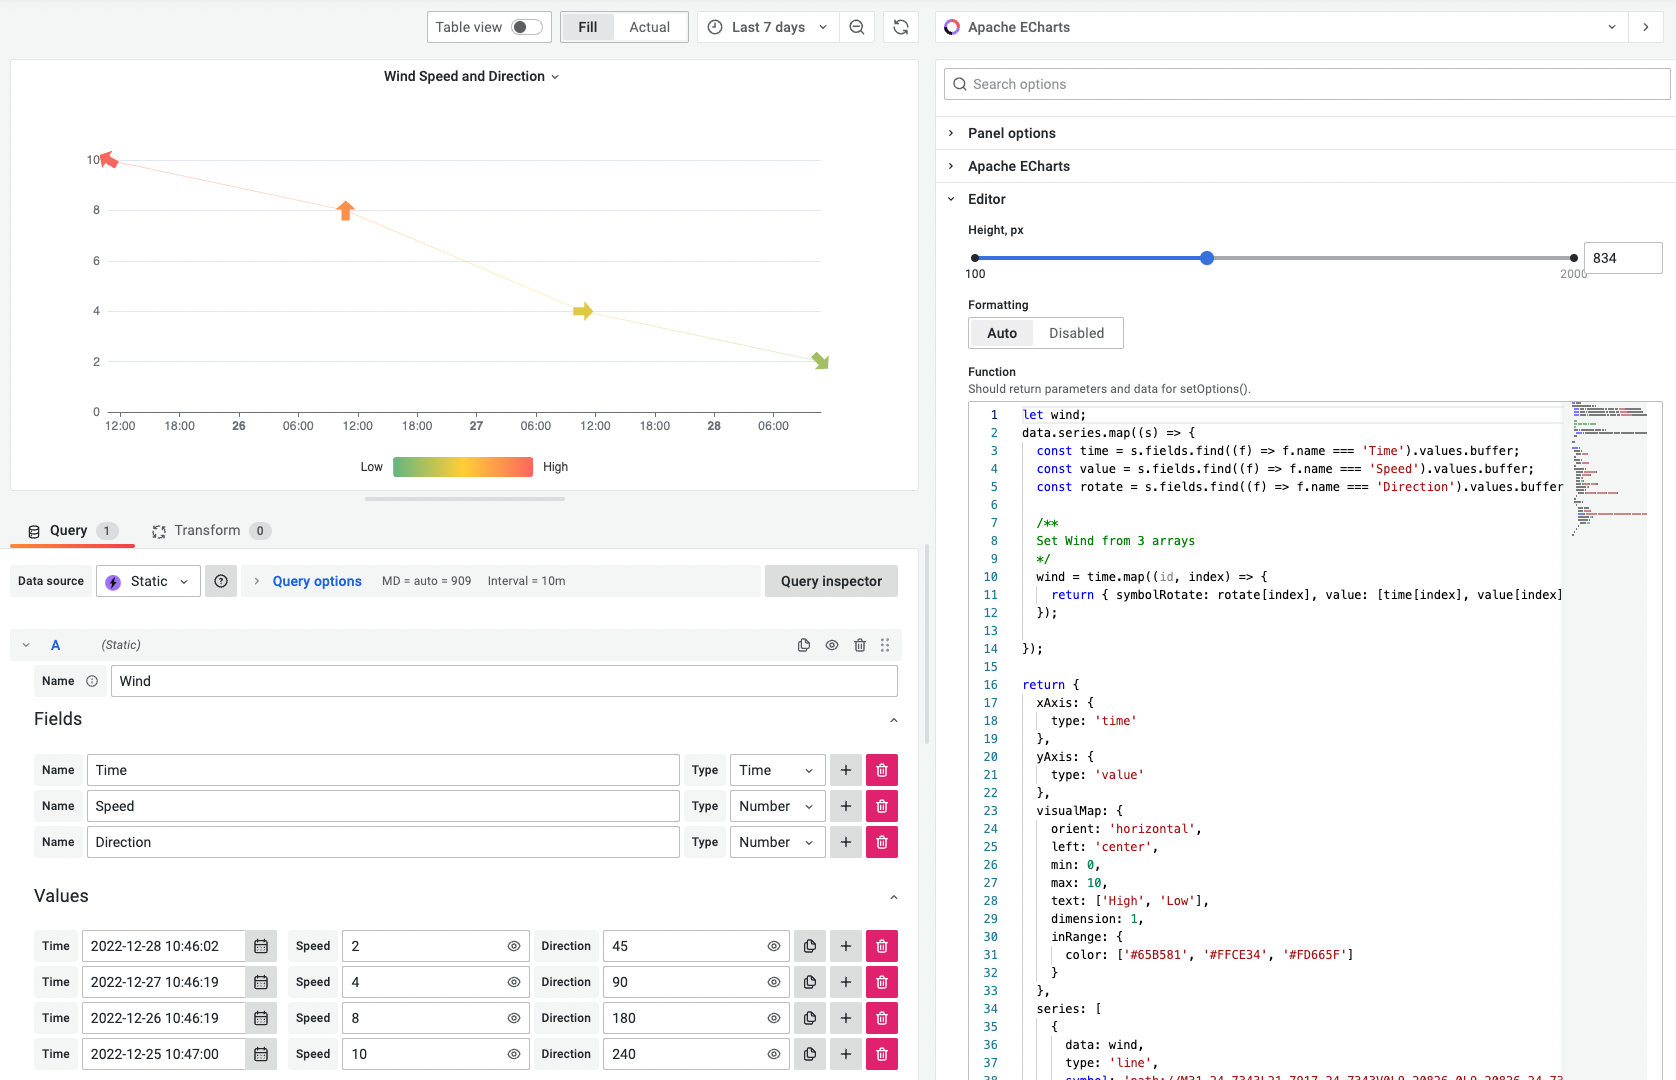 Table view
Fill
Actual
Last 7 days
Apache ECharts
Wind Speed and Direction
10
8
6
4
2
0
12:00 18:00 26 06:00 12:00 18:00 27 06:00 12:00 18:00 28 06:00
Low
High
Query 1
Transform 0
Data source
Static
Query options
MD = auto = 909
Interval = 10m
Query inspector
A
(Static)
Name Wind
Fields
Name Time Type Time
Name Speed Type Number
Name Direction Type Number
Values
Time 2022-12-28 10:46:02 Speed 2 Direction 45
Time 2022-12-27 10:46:19 Speed 4 Direction 90
Time 2022-12-26 10:46:19 Speed 8 Direction 180
Time 2022-12-25 10:47:00 Speed 10 Direction 240
Search options
Panel options
Apache ECharts
Editor
Height, px
100
2000
834
Formatting
Auto
Disabled
Function
Should return parameters and data for setOptions().
1 let wind;
2 data.series.map((s) => {
3 const time = s.fields.find((f) => f.name === 'Time').values.buffer;
4 const value = s.fields.find((f) => f.name === 'Speed').values.buffer;
5 const rotate = s.fields.find((f) => f.name === 'Direction').values.buffer
6
7 /**
8 Set Wind from 3 arrays
9 */
10 wind = time.map((id, index) => {
11 return { symbolRotate: rotate[index], value: [time[index], value[index]
12 });
13
14 });
15
16 return {
17 xAxis: {
18 type: 'time'
19 },
20 yAxis: {
21 type: 'value'
22 },
23 visualMap: {
24 orient: 'horizontal',
25 left: 'center',
26 min: 0,
27 max: 10,
28 text: ['High', 'Low'],
29 dimension: 1,
30 inRange: {
31 color: ['#65B581', '#FFCE34', '#FD665F']
32 }
33 },
34 series: [
35 {
36 data: wind,
37 type: 'line',